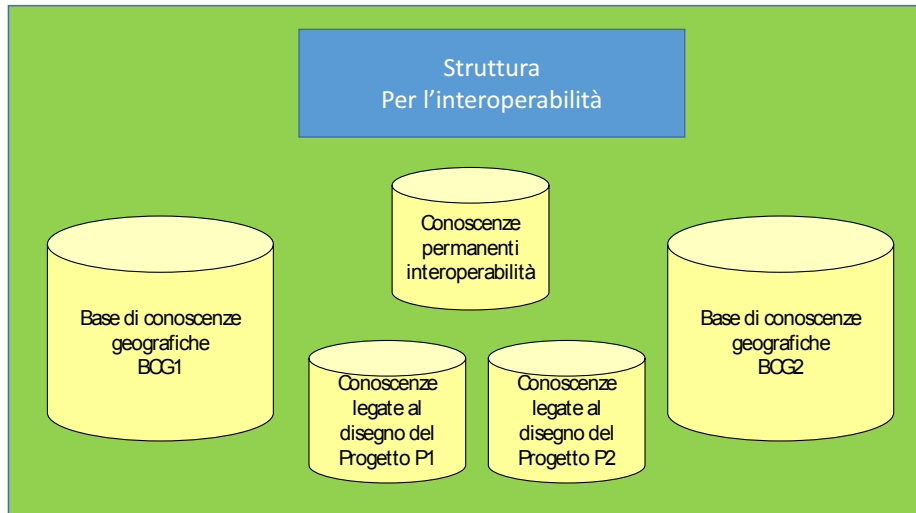 Struttura
Per l'interoperabilità
Conoscenze
permanenti
interoperabilità
Base di conoscenze
geografiche
BCG1
Base di conoscenze
geografiche
BCG2
Conoscenze
legate al
disegno del
Progetto P1
Conoscenze
legate al
disegno del
Progetto P2